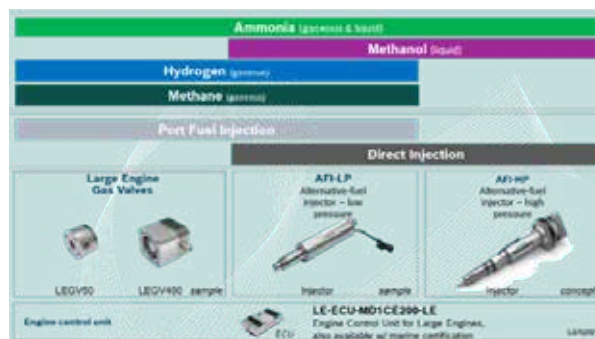 Ammonia (gaseous & liquid)
Methanol (liquid)
Hydrogen (gaseous)
Methane (gaseous)
Port Fuel Injection
Direct Injection
Large Engine
Gas Valves
AFI-LP
Alternative-fuel
injector – low
pressure
AFI-HP
Alternative-fuel
injector – high
pressure
LEGV50
LEGV400 sample
Injector sample
Injector concept
Engine control unit
ECU
LE-ECU-MD1CE200-LE
Engine Control Unit for Large Engines,
also available w/ marine certification